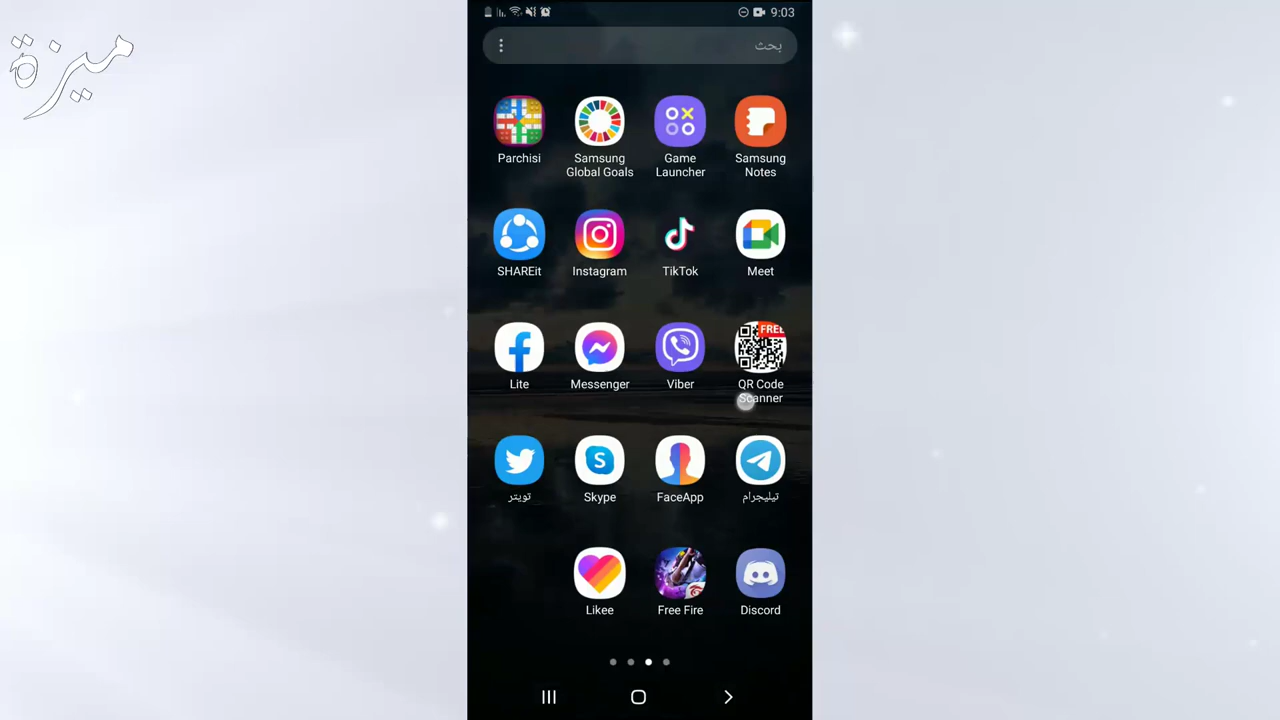 ميزة
9:03
بحث
Parchisi
Samsung
Global Goals
Game
Launcher
Samsung
Notes
SHAREit
Instagram
TikTok
Meet
Lite
Messenger
Viber
FREE
QR Code
Scanner
تويتر
Skype
FaceApp
تيليجرام
Likee
Free Fire
Discord